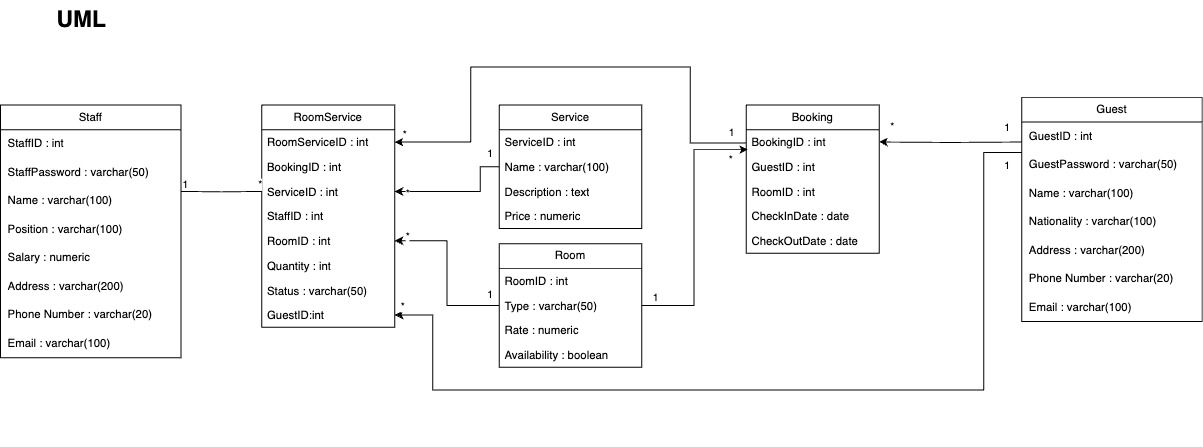 UML
Staff
StaffID : int
StaffPassword : varchar(50)
Name : varchar(100)
Position : varchar(100)
Salary : numeric
Address : varchar(200)
Phone Number : varchar(20)
Email : varchar(100)
1
*
RoomService
RoomServiceID : int
BookingID : int
ServiceID : int
StaffID : int
RoomID : int
Quantity : int
Status : varchar(50)
GuestID:int
*
*
*
*
1
1
Service
ServiceID : int
Name : varchar(100)
Description : text
Price : numeric
Room
RoomID : int
Type : varchar(50)
Rate : numeric
Availability : boolean
1
1
*
Booking
BookingID : int
GuestID : int
RoomID : int
CheckInDate : date
CheckOutDate : date
*
1
1
Guest
GuestID : int
GuestPassword : varchar(50)
Name : varchar(100)
Nationality : varchar(100)
Address : varchar(200)
Phone Number : varchar(20)
Email : varchar(100)